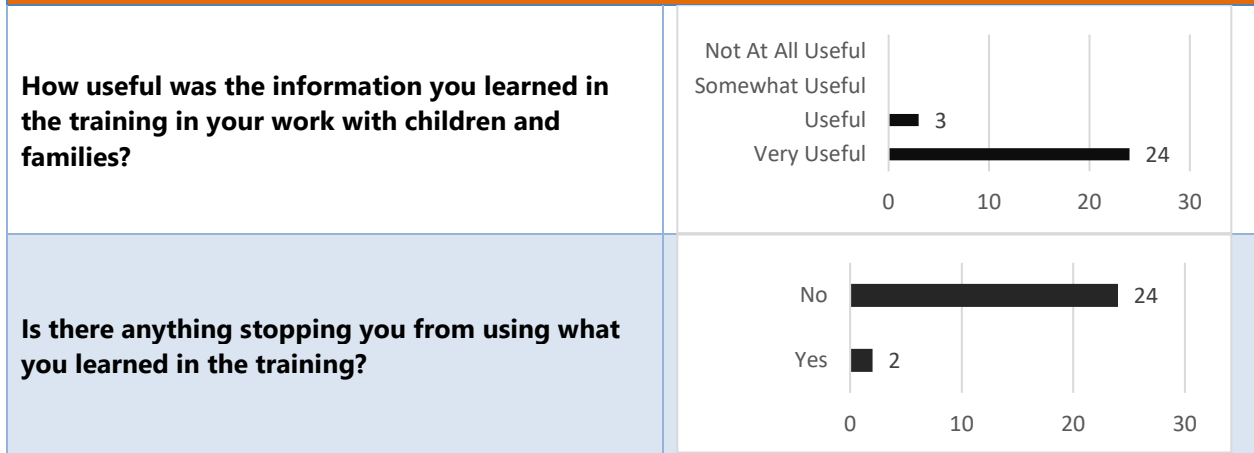 How useful was the information you learned in
the training in your work with children and
families?
Not At All Useful
Somewhat Useful
Useful 3
Very Useful 24
0 10 20 30
Is there anything stopping you from using what
you learned in the training?
No 24
Yes 2
0 10 20 30